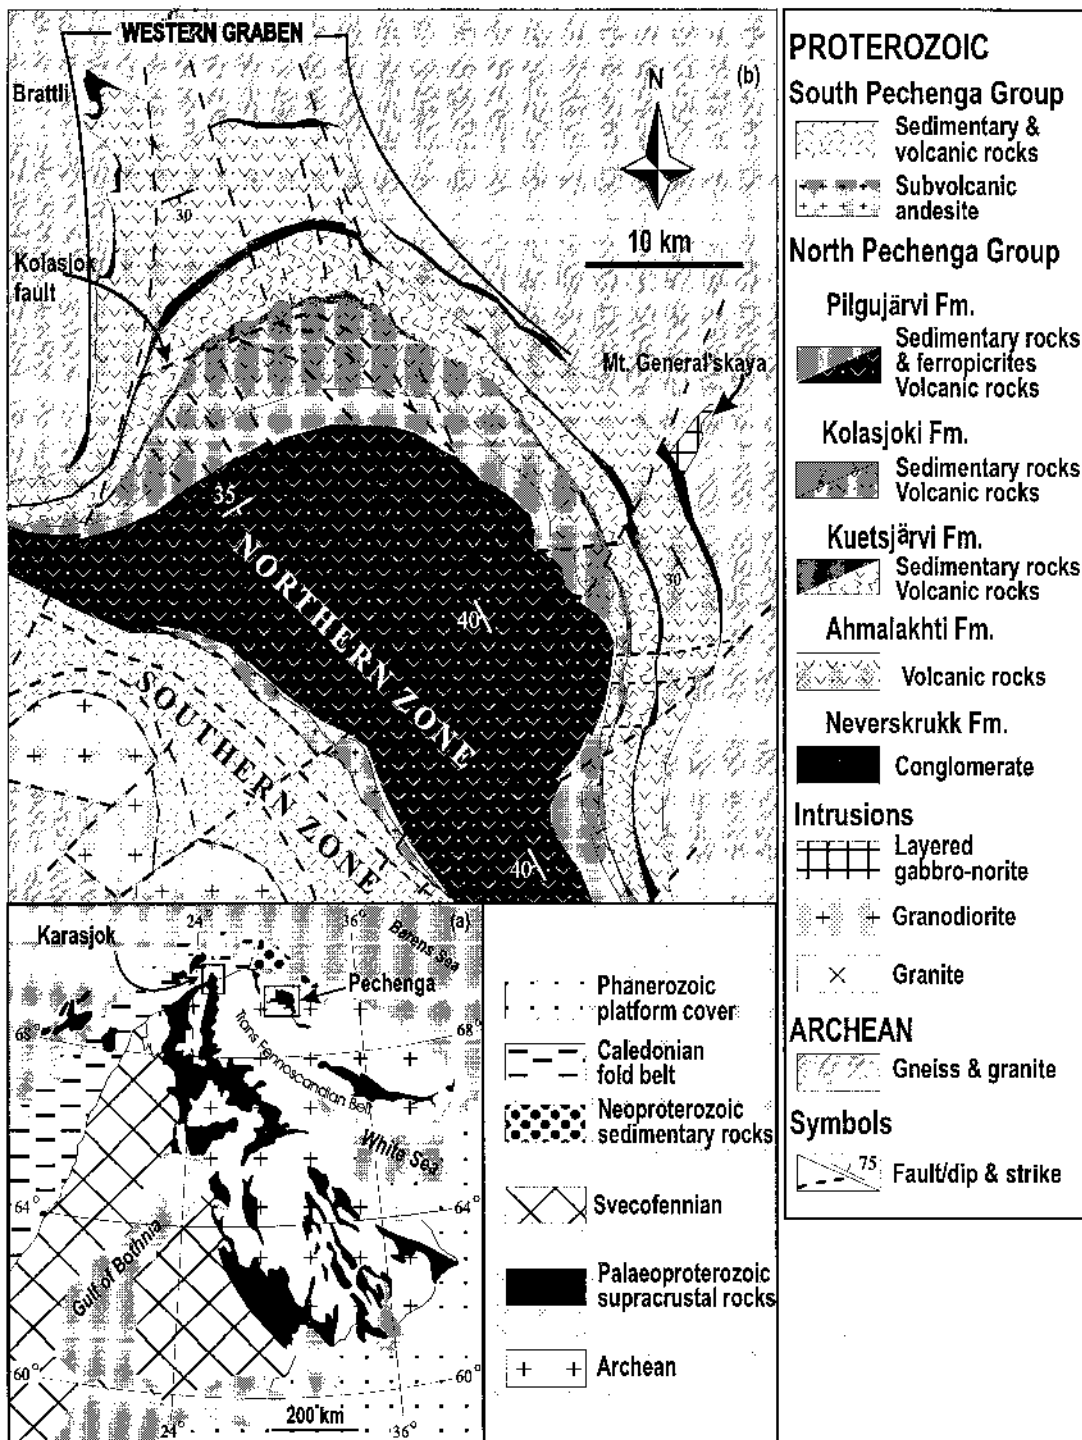 WESTERN GRABEN
(b)
Brattli
N
30
10 km
Kolasjok
fault
Mt. General'skaya
35
NORTHERN ZONE
40
30
SOUTHERN ZONE
40
PROTEROZOIC
South Pechenga Group
Sedimentary &
volcanic rocks
Subvolcanic
andesite
North Pechenga Group
Pilgujärvi Fm.
Sedimentary rocks
& ferropicrites
Volcanic rocks
Kolasjoki Fm.
Sedimentary rocks
Volcanic rocks
Kuetsjärvi Fm.
Sedimentary rocks
Volcanic rocks
Ahmalakhti Fm.
Volcanic rocks
Neverskrukk Fm.
Conglomerate
Intrusions
Layered
gabbro-norite
Granodiorite
Granite
ARCHEAN
Gneiss & granite
Symbols
75
Fault/dip & strike
24°
36°
(a)
Karasjok
Barens Sea
Pechenga
68°
68°
Trans Fennoscandian Belt
White Sea
64°
64°
Gulf of Bothnia
60°
60°
200 km
24°
36°
Phanerozoic
platform cover
Caledonian
fold belt
Neoproterozoic
sedimentary rocks
Svecofennian
Palaeoproterozoic
supracrustal rocks
Archean